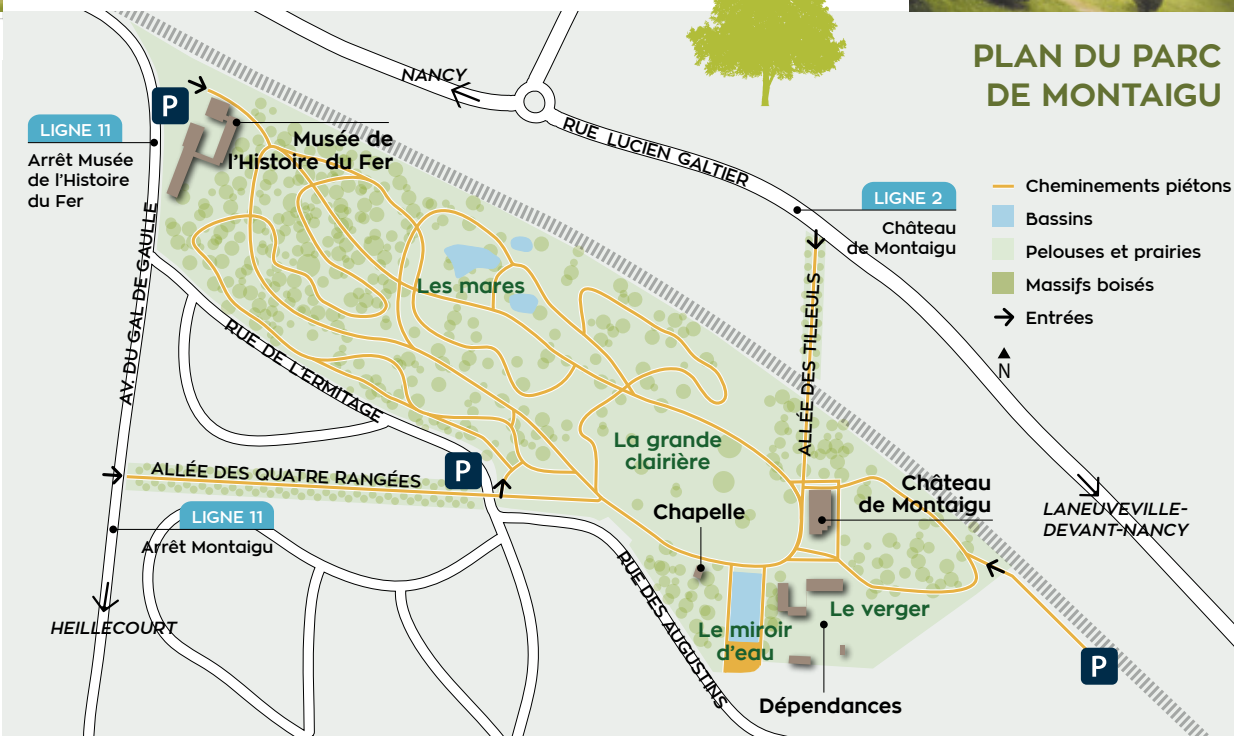 PLAN DU PARC
DE MONTAIGU
NANCY
RUE LUCIEN GALTIER
P
LIGNE 11
Arrêt Musée
de l'Histoire
du Fer
Musée de
l'Histoire du Fer
LIGNE 2
Château
de Montaigu
Cheminements piétons
Bassins
Pelouses et prairies
Massifs boisés
Entrées
N
AV. DU GAL DE GAULLE
Les mares
ALLÉE DES TILLEULS
RUE DE L'ERMITAGE
La grande
clairière
P
ALLÉE DES QUATRE RANGÉES
LIGNE 11
Arrêt Montaigu
Chapelle
Château
de Montaigu
LANEUVEVILLE-
DEVANT-NANCY
HEILLECOURT
RUE DES AUGUSTINS
Le verger
Le miroir
d'eau
P
Dépendances